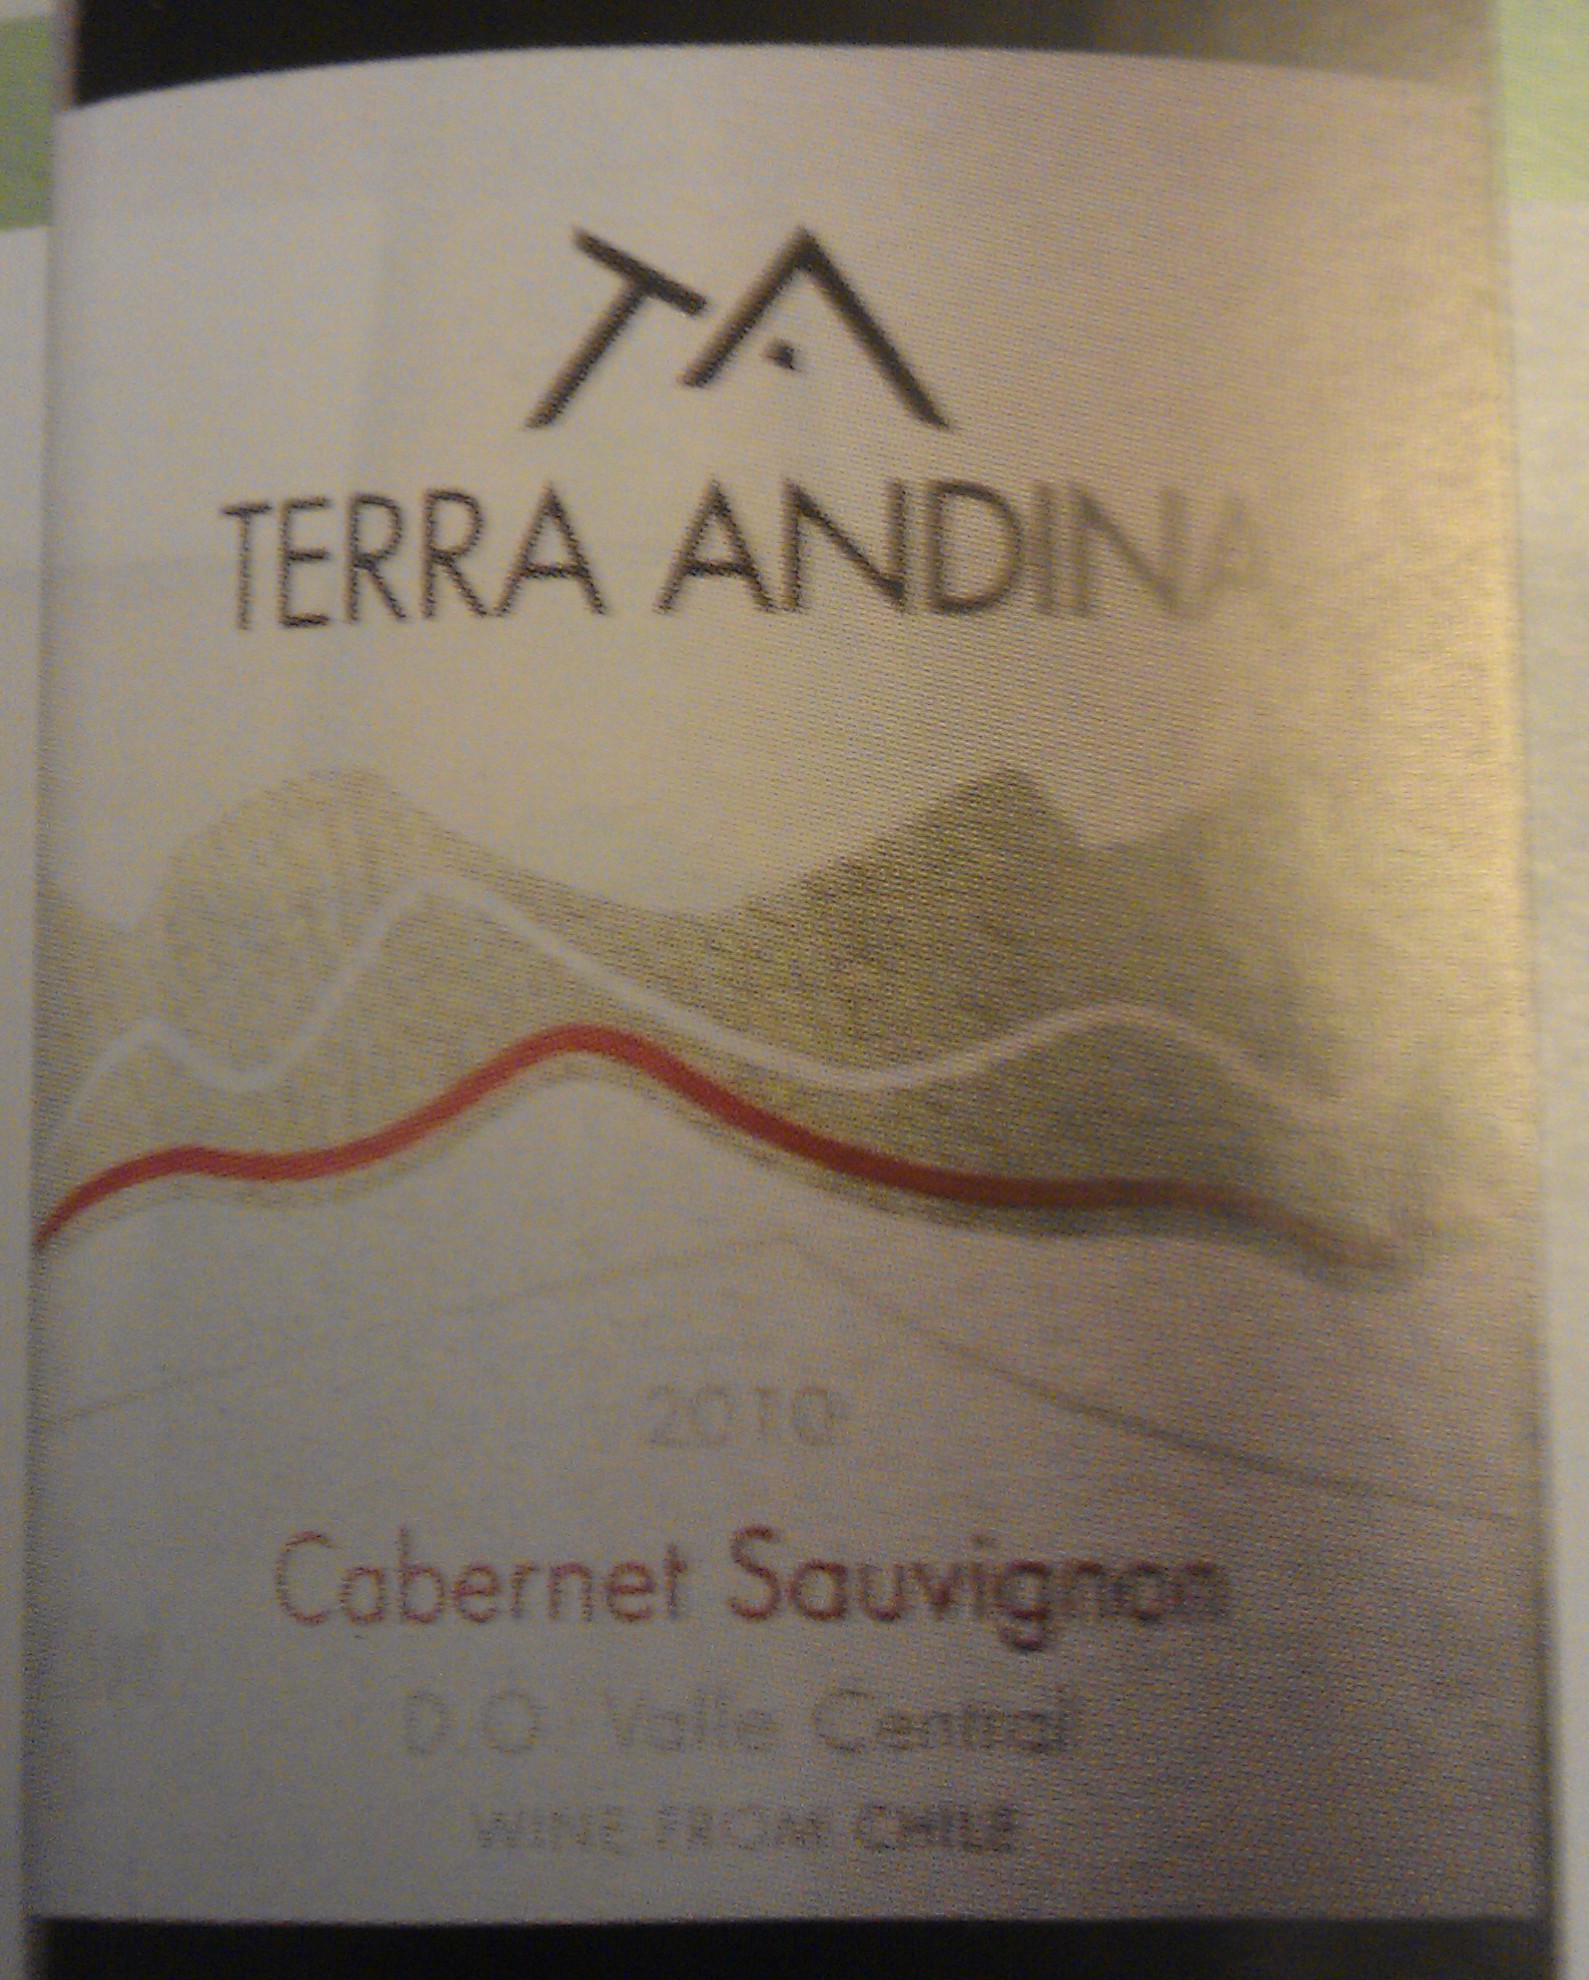 TA
TERRA ANDINA
2010
Cabernet Sauvignon
D.O. Valle Central
WINE FROM CHILE